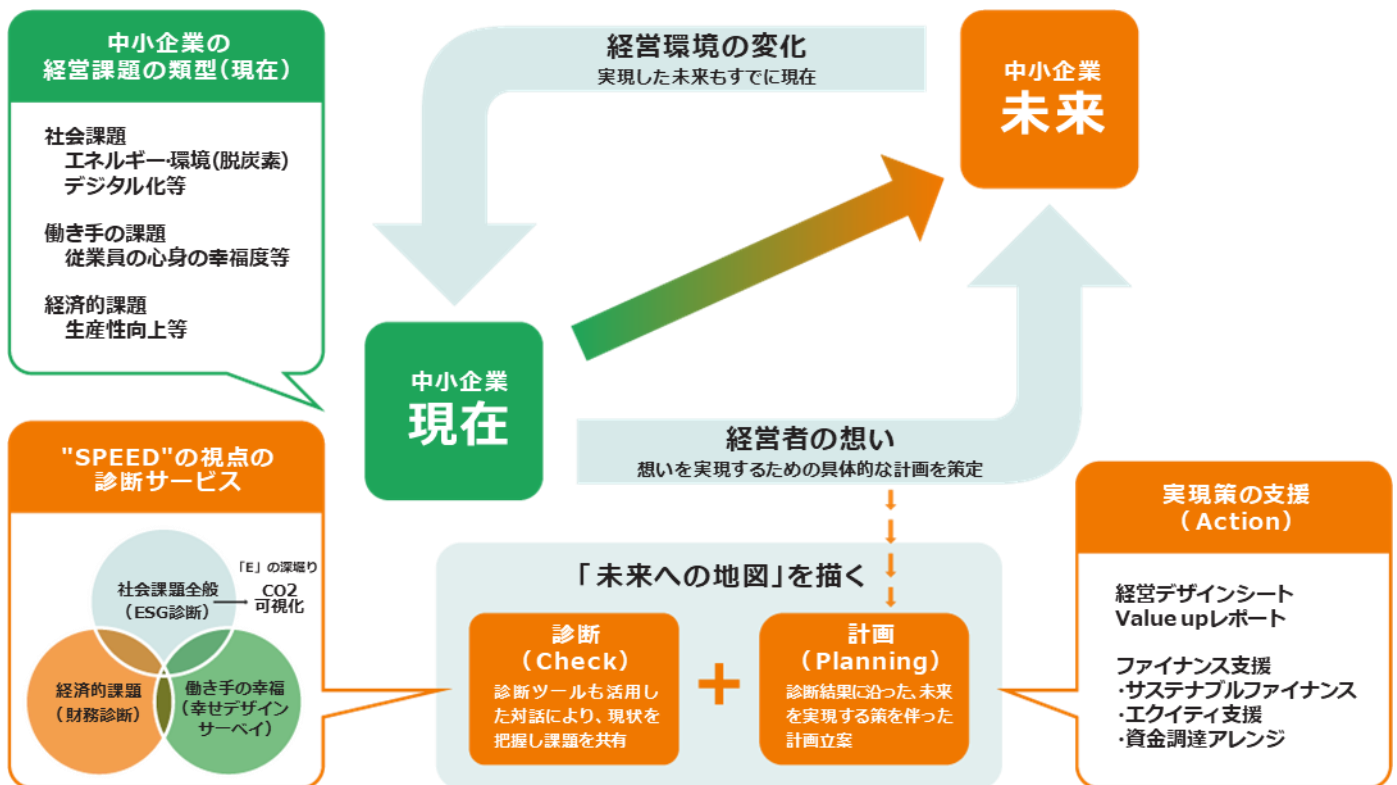 中小企業の
経営課題の類型(現在)
社会課題
エネルギー・環境(脱炭素)
デジタル化等
働き手の課題
従業員の心身の幸福度等
経済的課題
生産性向上等
経営環境の変化
実現した未来もすでに現在
中小企業
未来
中小企業
現在
経営者の想い
想いを実現するための具体的な計画を策定
"SPEED"の視点の
診断サービス
社会課題全般
(ESG診断)
「E」の深堀り
CO2
可視化
経済的課題
(財務診断)
働き手の幸福
(幸せデザイン
サーベイ)
「未来への地図」を描く
診断
(Check)
診断ツールも活用し
た対話により、現状を
把握し課題を共有
+
計画
(Planning)
診断結果に沿った、未来
を実現する策を伴った
計画立案
実現策の支援
(Action)
経営デザインシート
Value upレポート
ファイナンス支援
・サステナブルファイナンス
・エクイティ支援
・資金調達アレンジ